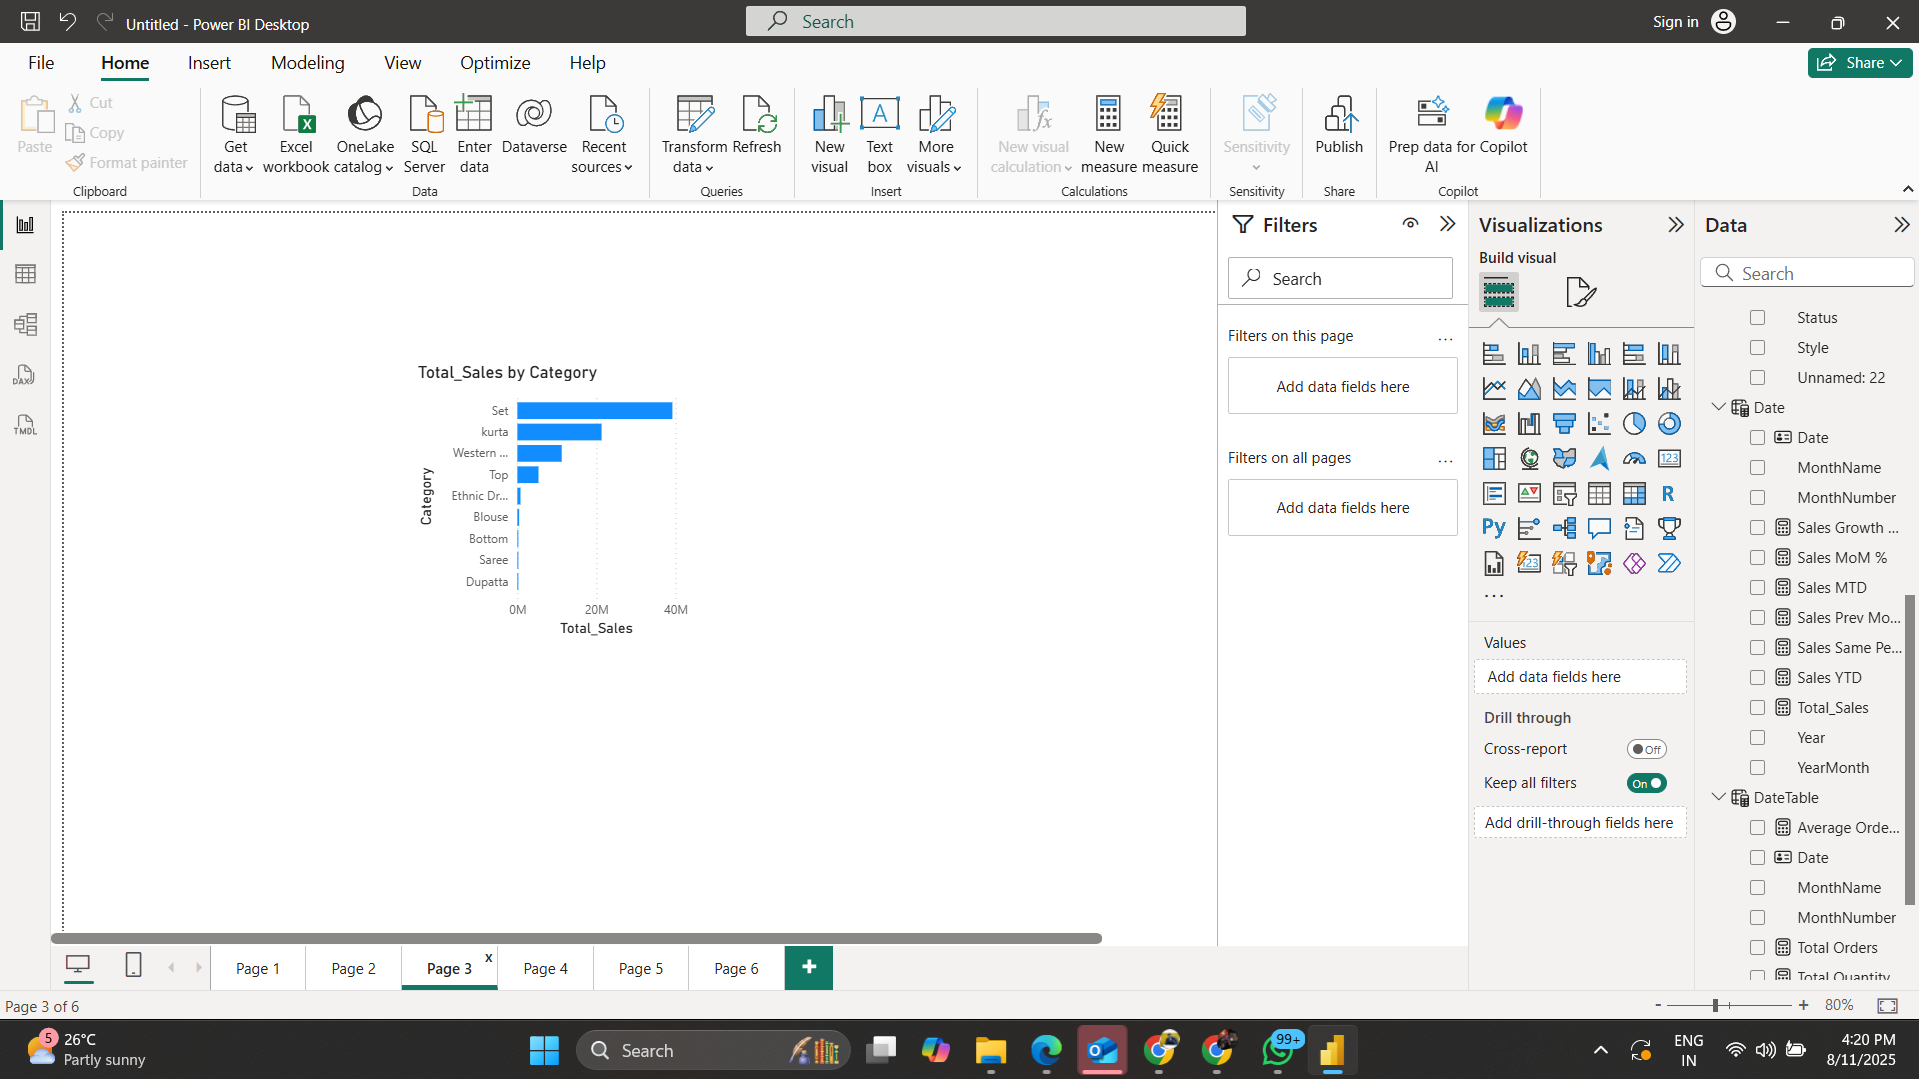 Untitled - Power BI Desktop
Search
Sign in
File
Home
Insert
Modeling
View
Optimize
Help
Share
Paste
Cut
Copy
Format painter
Clipboard
Get data
Excel workbook
OneLake catalog
SQL Server
Enter data
Dataverse
Recent sources
Data
Transform data
Refresh
Queries
New visual
Text box
More visuals
Insert
New visual calculation
New measure
Quick measure
Calculations
Sensitivity
Sensitivity
Publish
Share
Prep data for AI
Copilot
Copilot
DAX
TMDL
Total_Sales by Category
Category
Set
kurta
Western ...
Top
Ethnic Dr...
Blouse
Bottom
Saree
Dupatta
0M
20M
40M
Total_Sales
Filters
Search
Filters on this page
...
Add data fields here
Filters on all pages
...
Add data fields here
Visualizations
Build visual
123
R
Py
123
...
Values
Add data fields here
Drill through
Cross-report
Off
Keep all filters
On
Add drill-through fields here
Data
Search
Status
Style
Unnamed: 22
Date
Date
MonthName
MonthNumber
Sales Growth ...
Sales MoM %
Sales MTD
Sales Prev Mo...
Sales Same Pe...
Sales YTD
Total_Sales
Year
YearMonth
DateTable
Average Orde...
Date
MonthName
MonthNumber
Total Orders
Total Quantity
Page 1
Page 2
Page 3
x
Page 4
Page 5
Page 6
+
Page 3 of 6
- +
80%
5
26°C
Partly sunny
Search
99+
ENG
IN
4:20 PM
8/11/2025